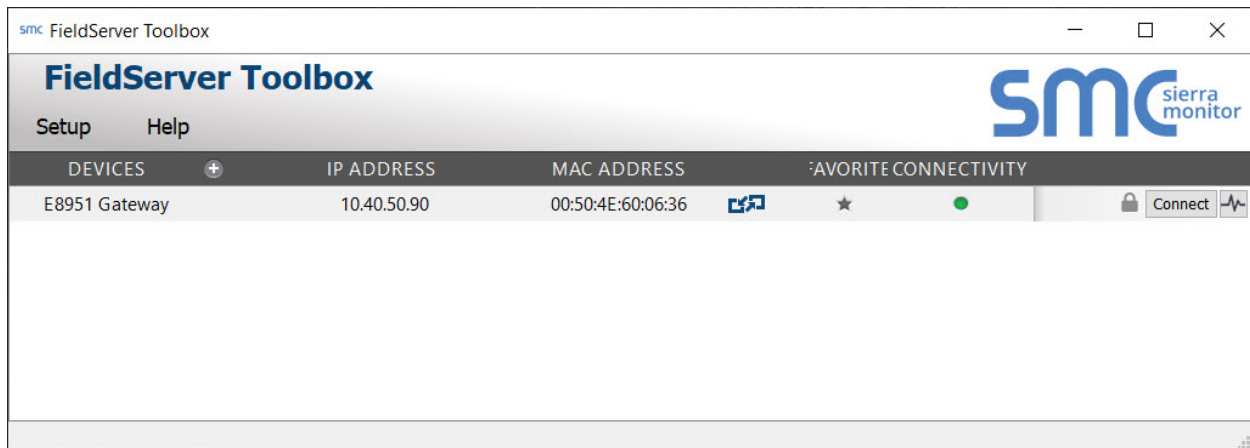 smc FieldServer Toolbox
FieldServer Toolbox
smc sierra monitor
Setup Help
DEVICES IP ADDRESS MAC ADDRESS FAVORITE CONNECTIVITY
E8951 Gateway 10.40.50.90 00:50:4E:60:06:36 Connect